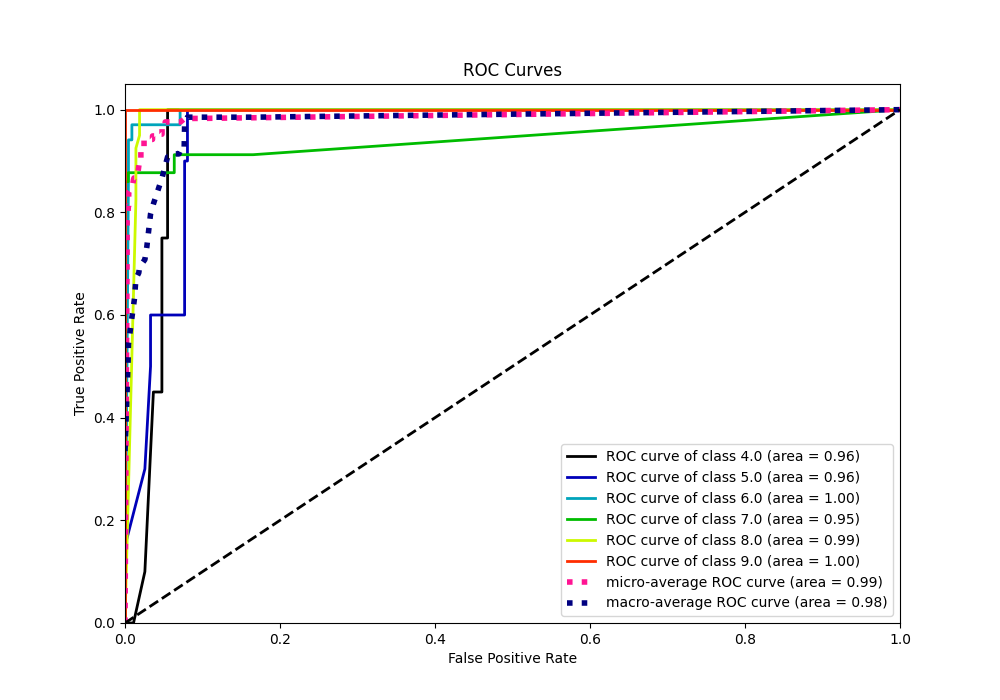 ROC Curves
1.0
0.8
0.6
0.4
0.2
0.0
True Positive Rate
ROC curve of class 4.0 (area = 0.96)
ROC curve of class 5.0 (area = 0.96)
ROC curve of class 6.0 (area = 1.00)
ROC curve of class 7.0 (area = 0.95)
ROC curve of class 8.0 (area = 0.99)
ROC curve of class 9.0 (area = 1.00)
micro-average ROC curve (area = 0.99)
macro-average ROC curve (area = 0.98)
0.0 0.2 0.4 0.6 0.8 1.0
False Positive Rate